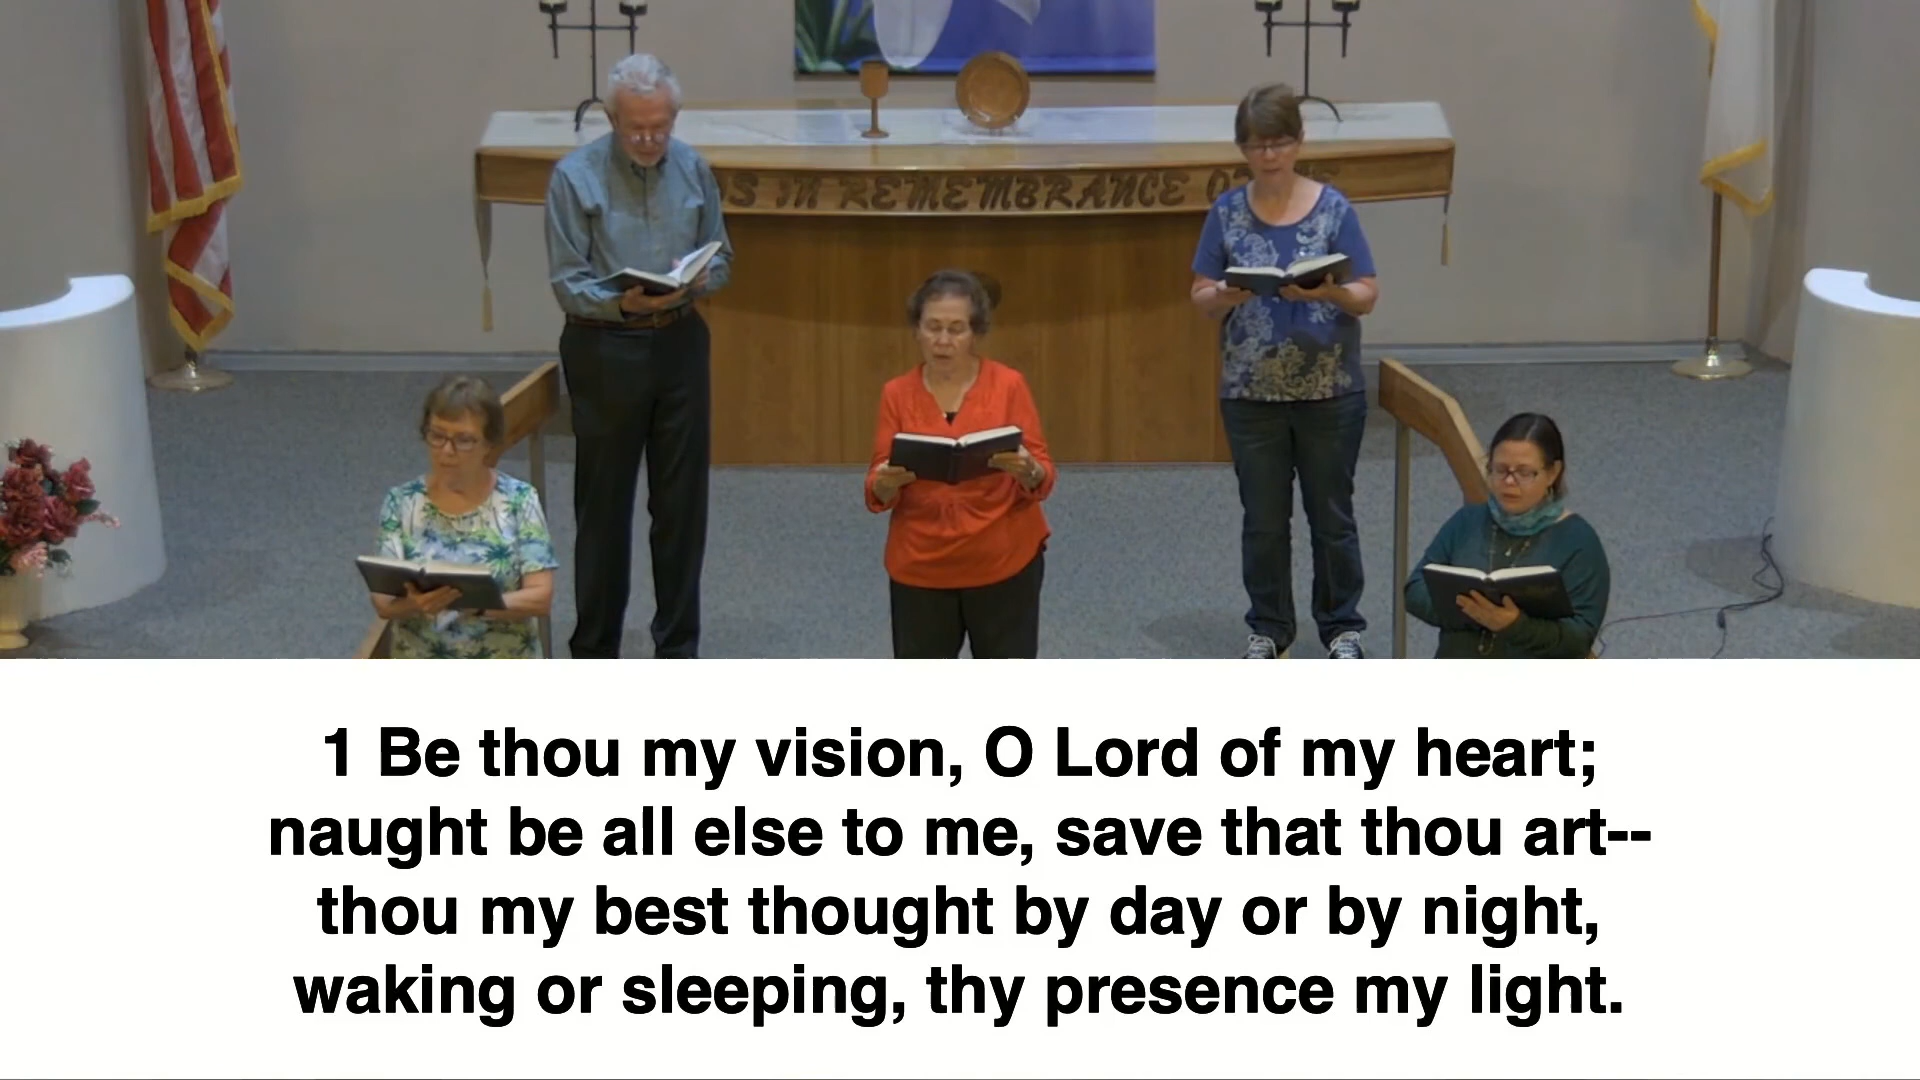 S IN REMEMBRANCE O
1 Be thou my vision, O Lord of my heart;
naught be all else to me, save that thou art--
thou my best thought by day or by night,
waking or sleeping, thy presence my light.